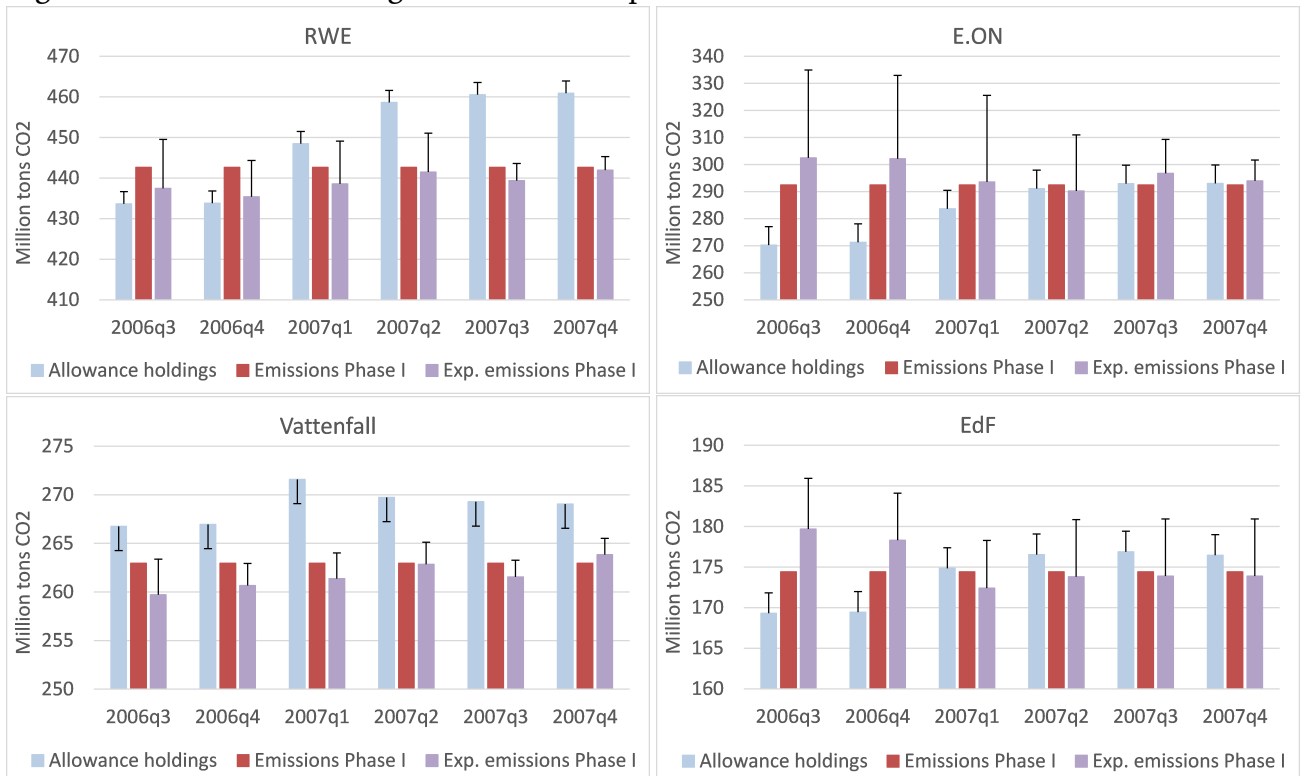 RWE
Million tons CO2
470
460
450
440
430
420
410
2006q3 2006q4 2007q1 2007q2 2007q3 2007q4
Allowance holdings Emissions Phase I Exp. emissions Phase I
E.ON
Million tons CO2
340
330
320
310
300
290
280
270
260
250
2006q3 2006q4 2007q1 2007q2 2007q3 2007q4
Allowance holdings Emissions Phase I Exp. emissions Phase I
Vattenfall
Million tons CO2
275
270
265
260
255
250
2006q3 2006q4 2007q1 2007q2 2007q3 2007q4
Allowance holdings Emissions Phase I Exp. emissions Phase I
EdF
Million tons CO2
190
185
180
175
170
165
160
2006q3 2006q4 2007q1 2007q2 2007q3 2007q4
Allowance holdings Emissions Phase I Exp. emissions Phase I